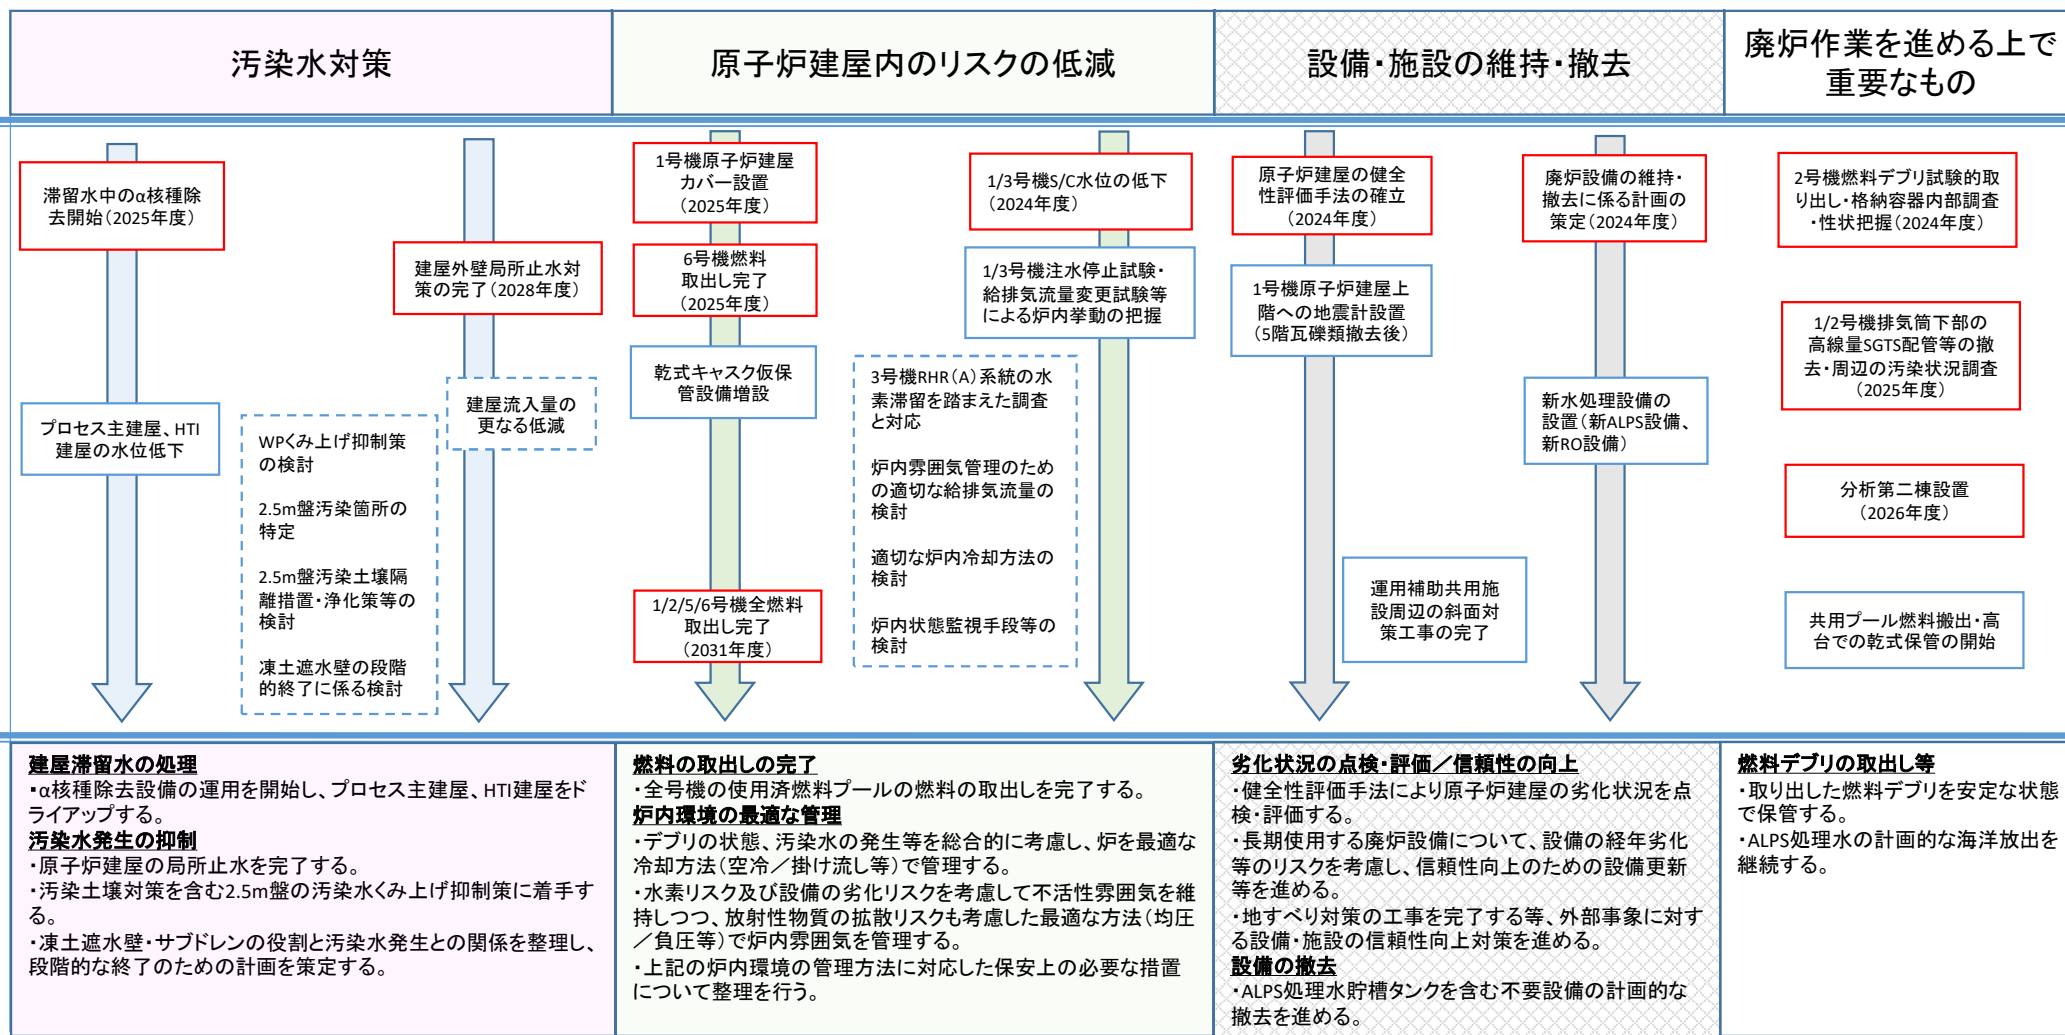 汚染水対策
原子炉建屋内のリスクの低減
設備・施設の維持・撤去
廃炉作業を進める上で
重要なもの
滞留水中のα核種除
去開始(2025年度)
プロセス主建屋、HTI
建屋の水位低下
建屋外壁局所止水対
策の完了(2028年度)
建屋流入量の
更なる低減
WPくみ上げ抑制策
の検討
2.5m盤汚染箇所の
特定
2.5m盤汚染土壌隔
離措置・浄化策等の
検討
凍土遮水壁の段階
的終了に係る検討
1号機原子炉建屋
カバー設置
(2025年度)
6号機燃料
取出し完了
(2025年度)
乾式キャスク仮保
管設備増設
1/2/5/6号機全燃料
取出し完了
(2031年度)
1/3号機S/C水位の低下
(2024年度)
1/3号機注水停止試験・
給排気流量変更試験等
による炉内挙動の把握
3号機RHR(A)系統の水
素滞留を踏まえた調査
と対応
炉内雰囲気管理のため
の適切な給排気流量の
検討
適切な炉内冷却方法の
検討
炉内状態監視手段等の
検討
原子炉建屋の健全
性評価手法の確立
(2024年度)
1号機原子炉建屋上
階への地震計設置
(5階瓦礫類撤去後)
運用補助共用施
設周辺の斜面対
策工事の完了
廃炉設備の維持・
撤去に係る計画の
策定(2024年度)
新水処理設備の
設置(新ALPS設備、
新RO設備)
2号機燃料デブリ試験的取
り出し・格納容器内部調査
・性状把握(2024年度)
1/2号機排気筒下部の
高線量SGTS配管等の撤
去・周辺の汚染状況調査
(2025年度)
分析第二棟設置
(2026年度)
共用プール燃料搬出・高
台での乾式保管の開始
建屋滞留水の処理
・α核種除去設備の運用を開始し、プロセス主建屋、HTI建屋をド
ライアップする。
汚染水発生の抑制
・原子炉建屋の局所止水を完了する。
・汚染土壌対策を含む2.5m盤の汚染水くみ上げ抑制策に着手す
る。
・凍土遮水壁・サブドレンの役割と汚染水発生との関係を整理し、
段階的な終了のための計画を策定する。
燃料の取出しの完了
・全号機の使用済燃料プールの燃料の取出しを完了する。
炉内環境の最適な管理
・デブリの状態、汚染水の発生等を総合的に考慮し、炉を最適な
冷却方法(空冷／掛け流し等)で管理する。
・水素リスク及び設備の劣化リスクを考慮して不活性雰囲気を維
持しつつ、放射性物質の拡散リスクも考慮した最適な方法(均圧
／負圧等)で炉内雰囲気を管理する。
・上記の炉内環境の管理方法に対応した保安上の必要な措置
について整理を行う。
劣化状況の点検・評価／信頼性の向上
・健全性評価手法により原子炉建屋の劣化状況を点
検・評価する。
・長期使用する廃炉設備について、設備の経年劣化
等のリスクを考慮し、信頼性向上のための設備更新
等を進める。
・地すべり対策の工事を完了する等、外部事象に対す
る設備・施設の信頼性向上対策を進める。
設備の撤去
・ALPS処理水貯槽タンクを含む不要設備の計画的な
撤去を進める。
燃料デブリの取出し等
・取り出した燃料デブリを安定な状態
で保管する。
・ALPS処理水の計画的な海洋放出を
継続する。